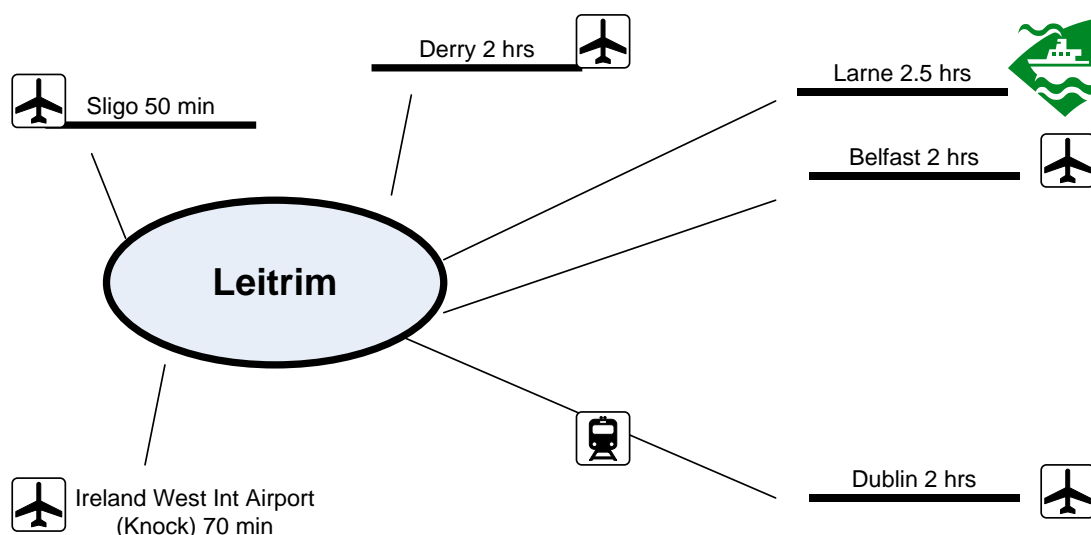 Derry 2 hrs
Larne 2.5 hrs
Sligo 50 min
Belfast 2 hrs
Leitrim
Dublin 2 hrs
Ireland West Int Airport
(Knock) 70 min